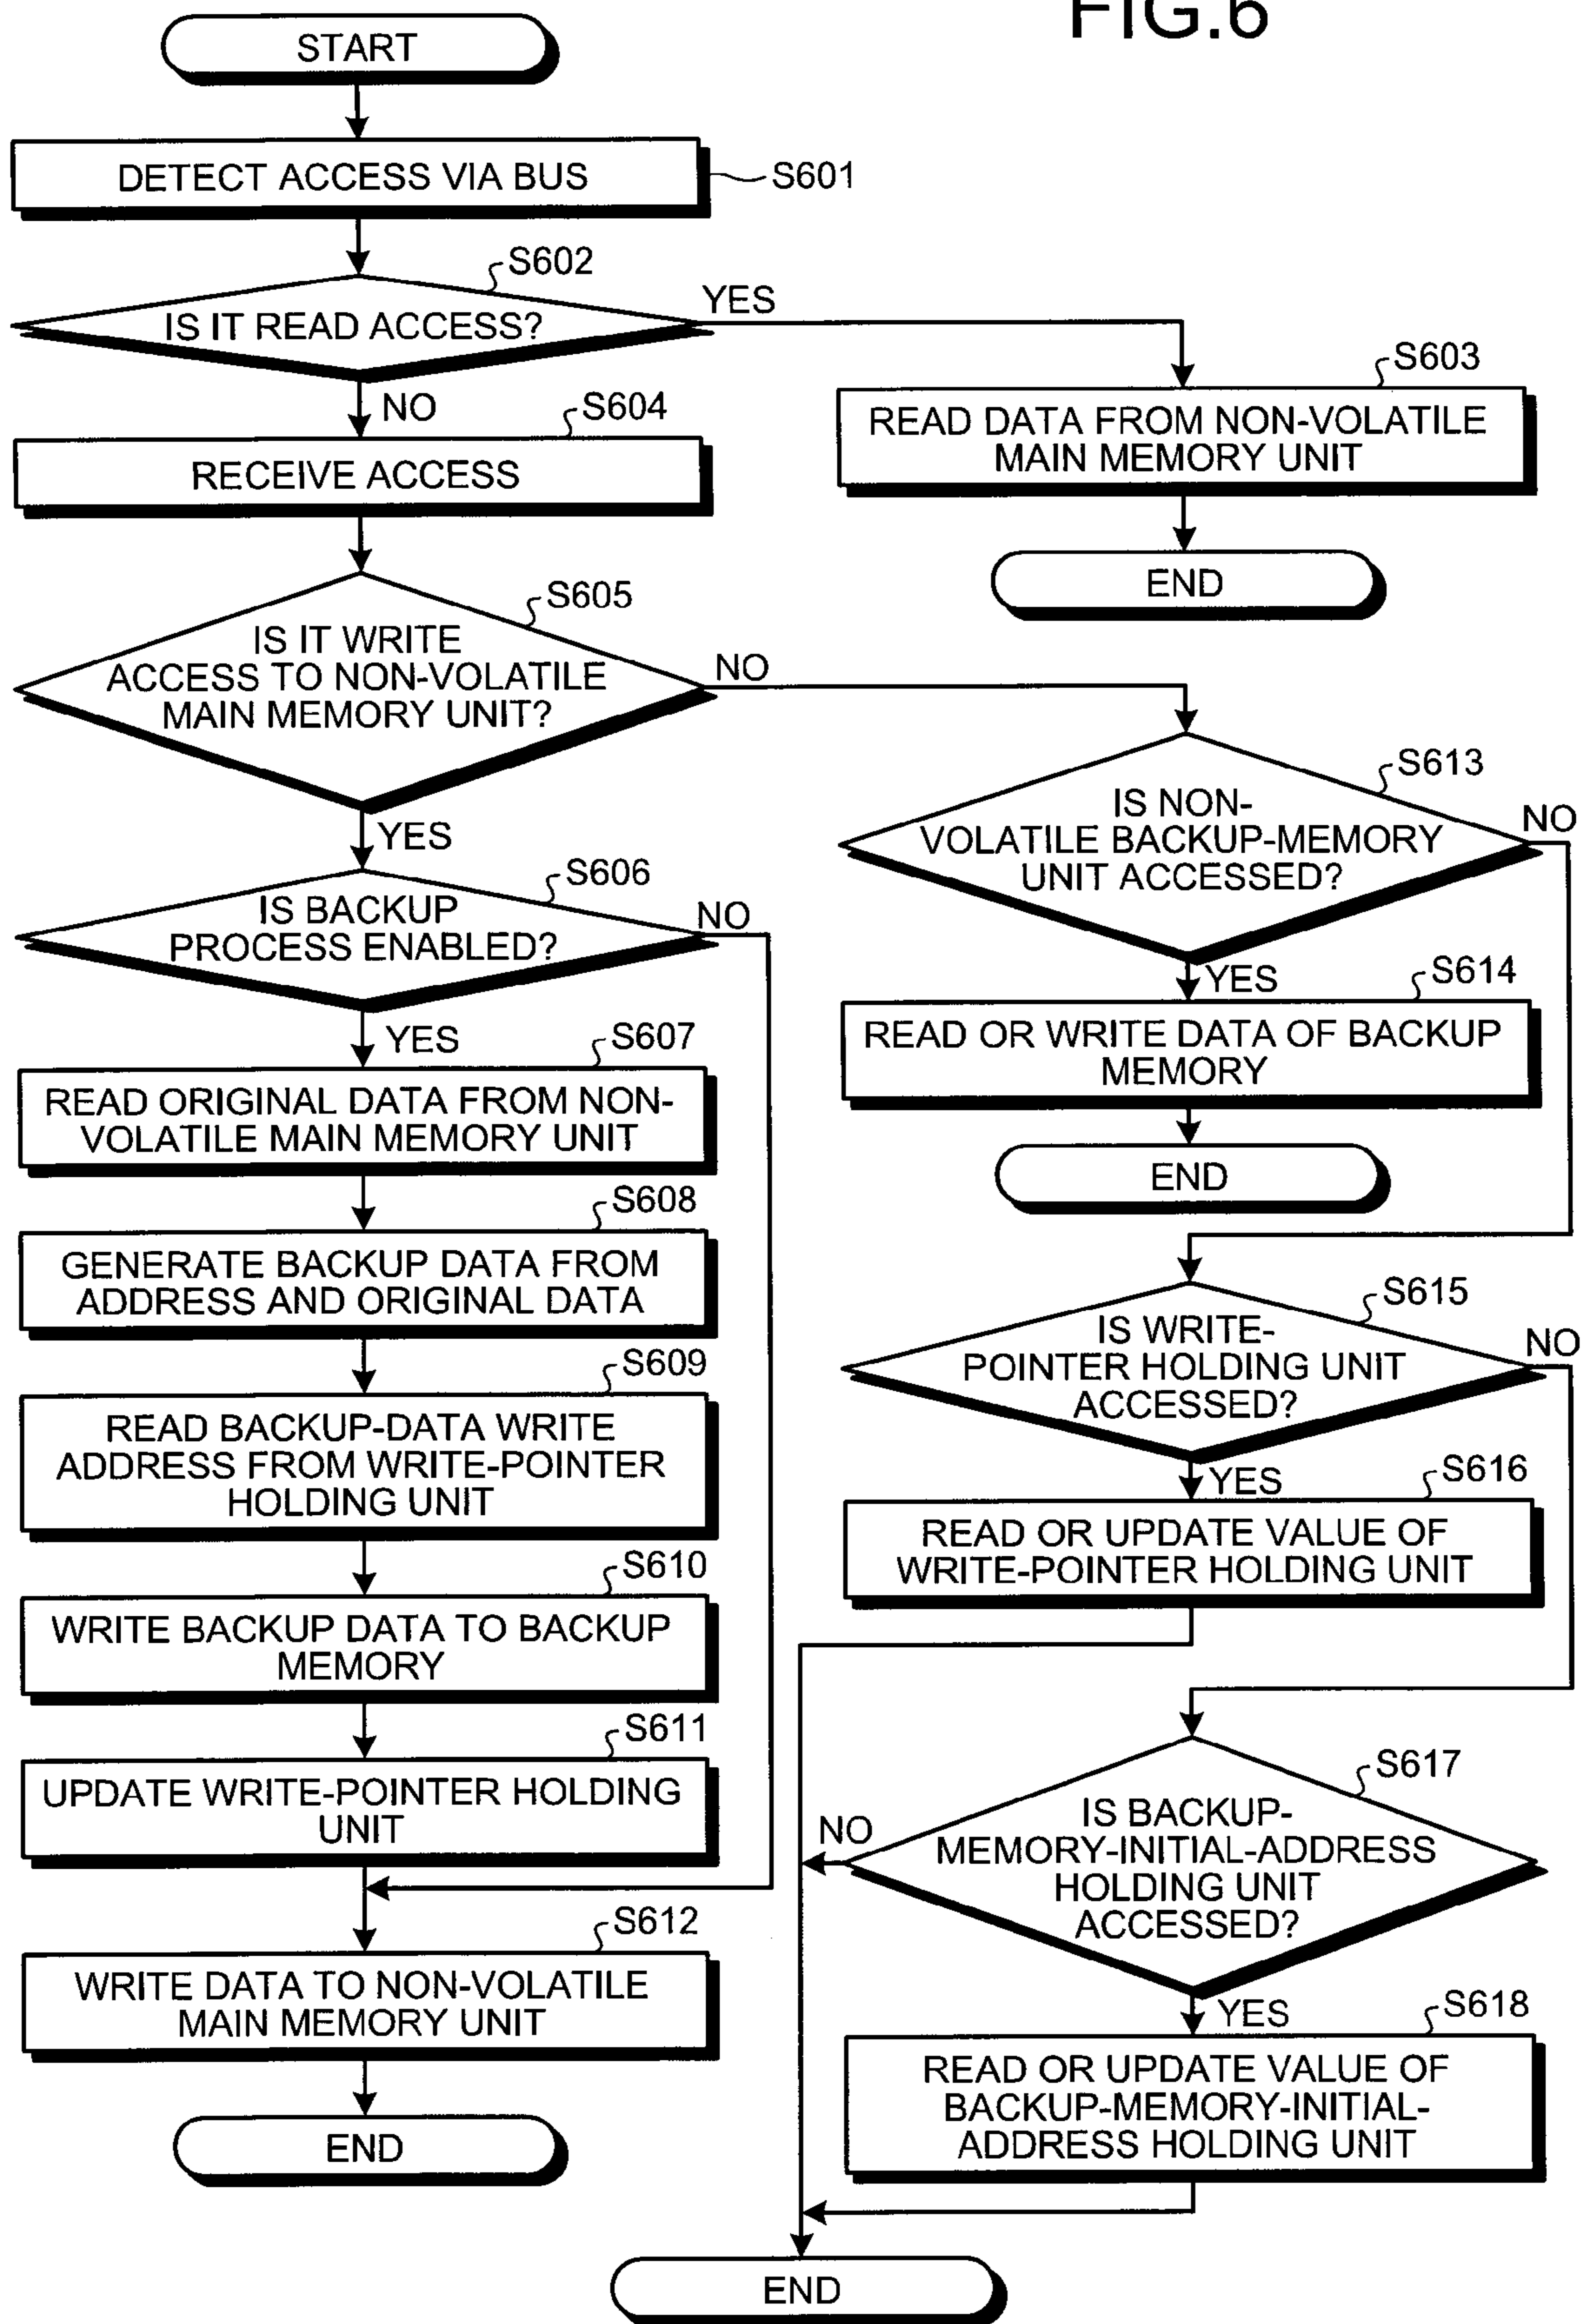 FIG.6
START
DETECT ACCESS VIA BUS
S601
S602
IS IT READ ACCESS?
YES
NO
S603
READ DATA FROM NON-VOLATILE
MAIN MEMORY UNIT
END
S604
RECEIVE ACCESS
S605
IS IT WRITE
ACCESS TO NON-VOLATILE
MAIN MEMORY UNIT?
NO
YES
S606
IS BACKUP
PROCESS ENABLED?
NO
YES
S607
READ ORIGINAL DATA FROM NON-
VOLATILE MAIN MEMORY UNIT
S608
GENERATE BACKUP DATA FROM
ADDRESS AND ORIGINAL DATA
S609
READ BACKUP-DATA WRITE
ADDRESS FROM WRITE-POINTER
HOLDING UNIT
S610
WRITE BACKUP DATA TO BACKUP
MEMORY
S611
UPDATE WRITE-POINTER HOLDING
UNIT
S612
WRITE DATA TO NON-VOLATILE
MAIN MEMORY UNIT
END
S613
IS NON-
VOLATILE BACKUP-MEMORY
UNIT ACCESSED?
NO
YES
S614
READ OR WRITE DATA OF BACKUP
MEMORY
END
S615
IS WRITE-
POINTER HOLDING UNIT
ACCESSED?
NO
YES
S616
READ OR UPDATE VALUE OF
WRITE-POINTER HOLDING UNIT
S617
IS BACKUP-
MEMORY-INITIAL-ADDRESS
HOLDING UNIT
ACCESSED?
NO
YES
S618
READ OR UPDATE VALUE OF
BACKUP-MEMORY-INITIAL-
ADDRESS HOLDING UNIT
END